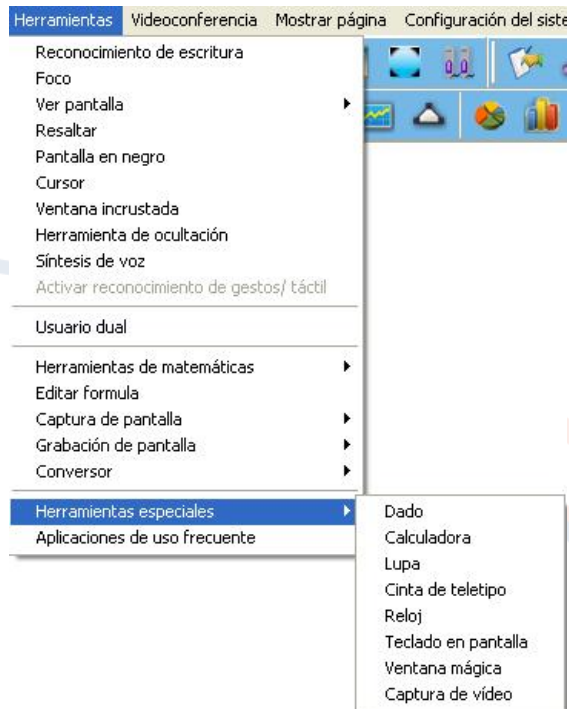 Herramientas Videoconferencia Mostrar página Configuración del siste
Reconocimiento de escritura
Foco
Ver pantalla
Resaltar
Pantalla en negro
Cursor
Ventana incrustada
Herramienta de ocultación
Síntesis de voz
Activar reconocimiento de gestos/ táctil
Usuario dual
Herramientas de matemáticas
Editar formula
Captura de pantalla
Grabación de pantalla
Conversor
Herramientas especiales
Aplicaciones de uso frecuente
Dado
Calculadora
Lupa
Cinta de teletipo
Reloj
Teclado en pantalla
Ventana mágica
Captura de vídeo